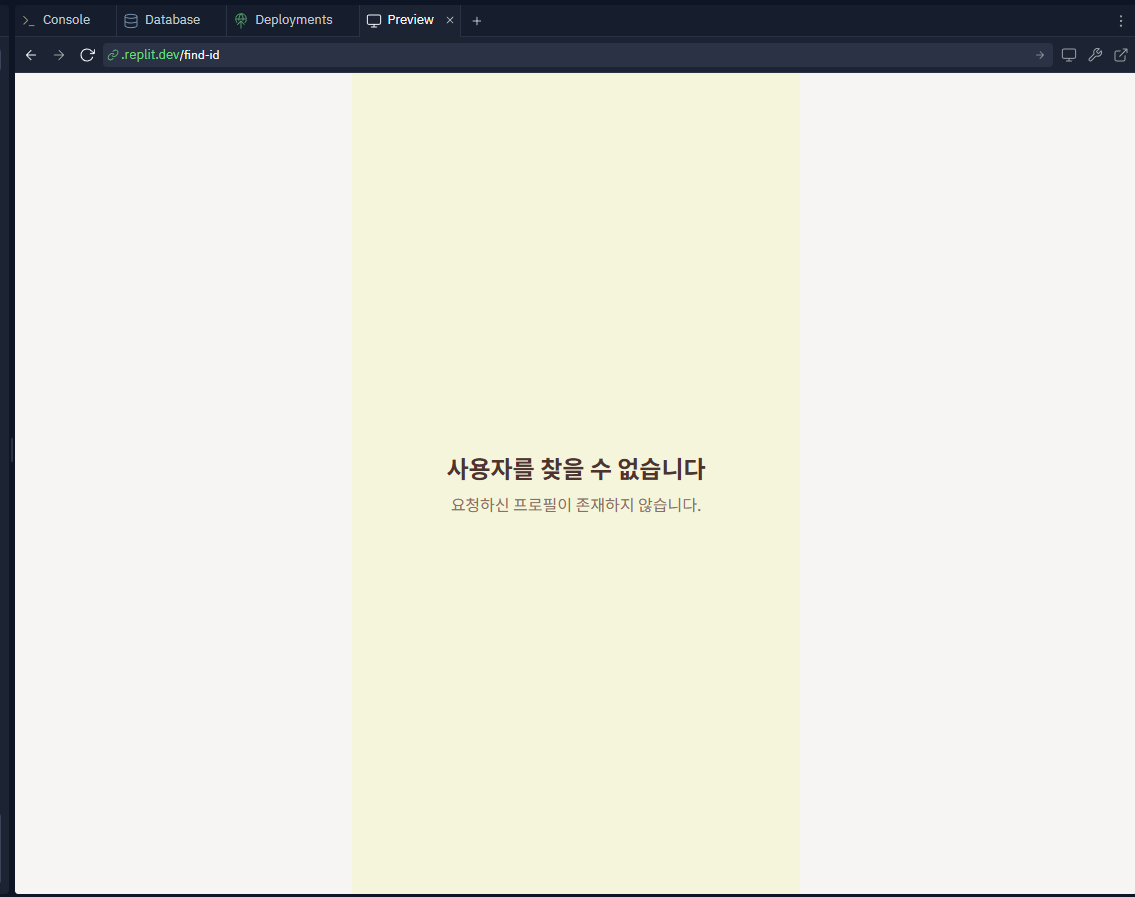 Console
Database
Deployments
Preview
.replit.dev/find-id
사용자를 찾을 수 없습니다
요청하신 프로필이 존재하지 않습니다.